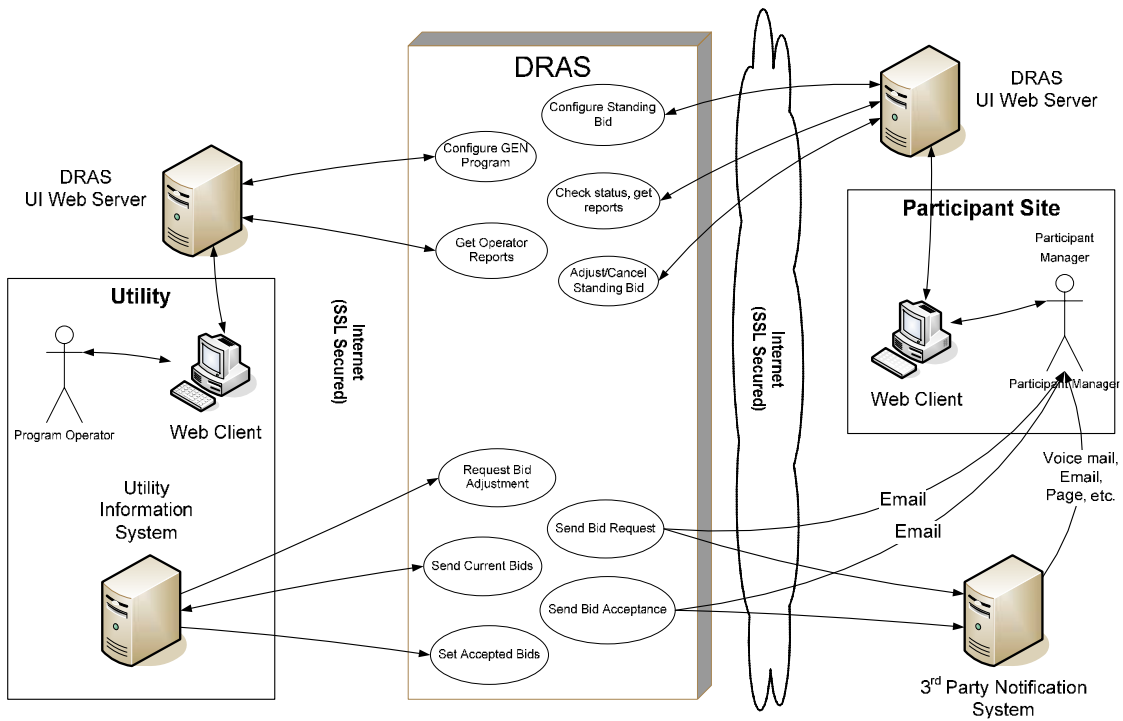 DRAS
DRAS
UI Web Server
Configure Standing
Bid
Configure GEN
Program
DRAS
UI Web Server
Check status, get
reports
Participant Site
Participant
Manager
Get Operator
Reports
Adjust/Cancel
Standing Bid
Utility
Internet
(SSL Secured)
Internet
(SSL Secured)
Participant Manager
Web Client
Program Operator
Web Client
Request Bid
Adjustment
Voice mail,
Email,
Page, etc.
Utility
Information
System
Email
Send Bid Request
Email
Send Current Bids
Send Bid Acceptance
Set Accepted Bids
3rd Party Notification
System